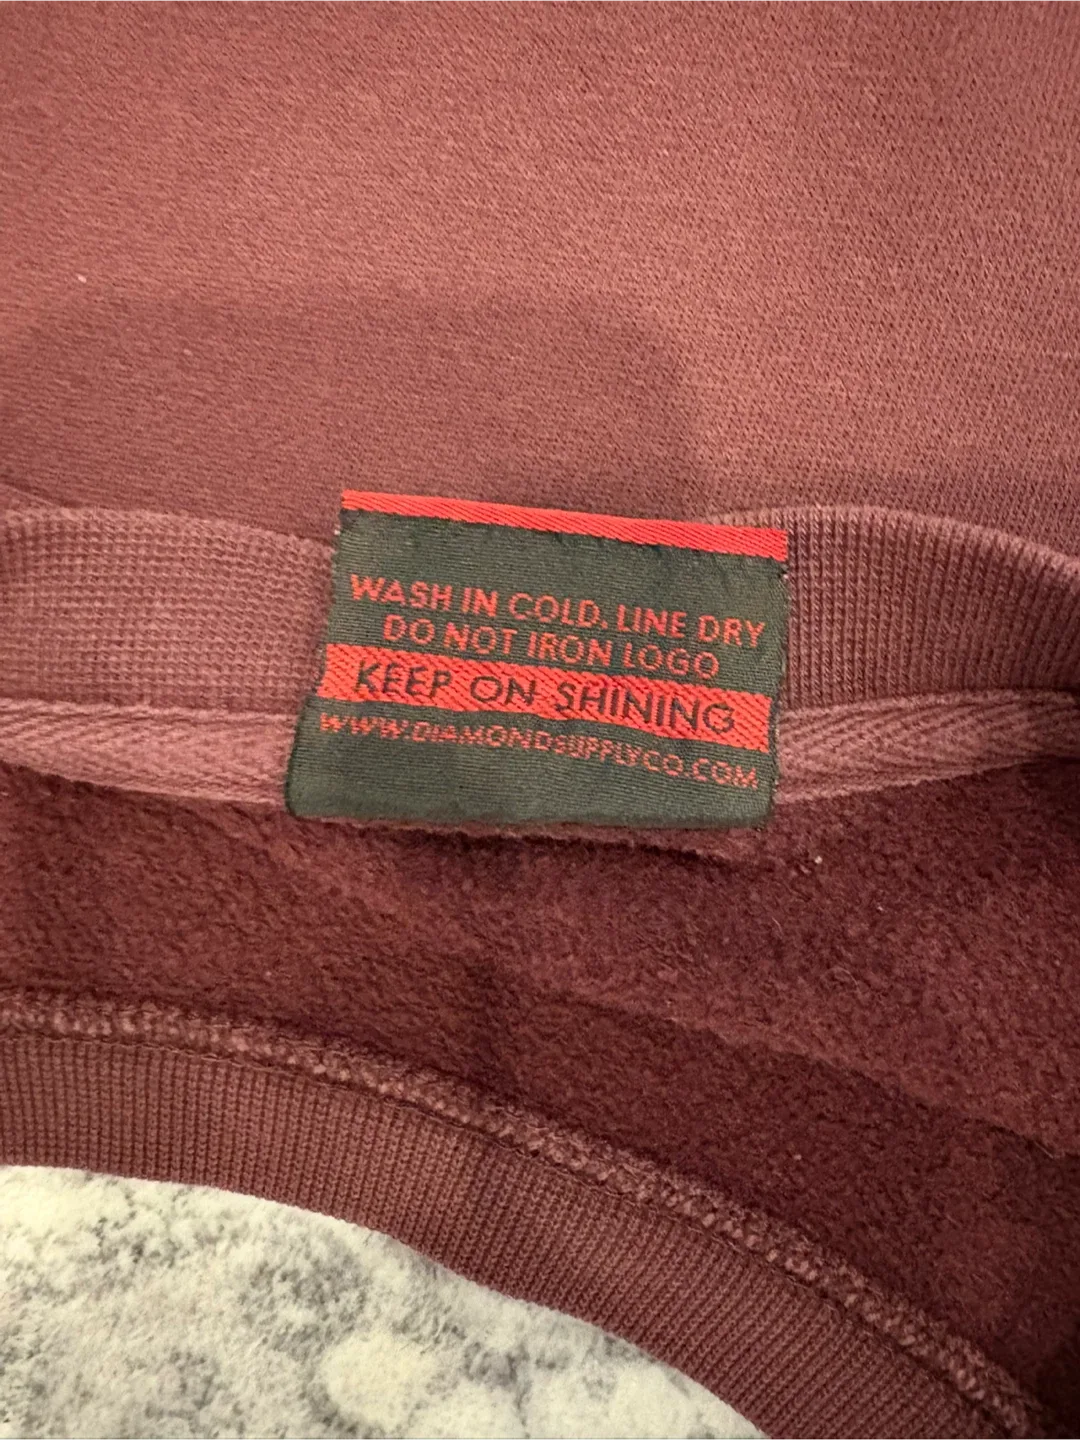 WASH IN COLD, LINE DRY
DO NOT IRON LOGO
KEEP ON SHINING
WWW.DIAMONDSUPPLYCO.COM